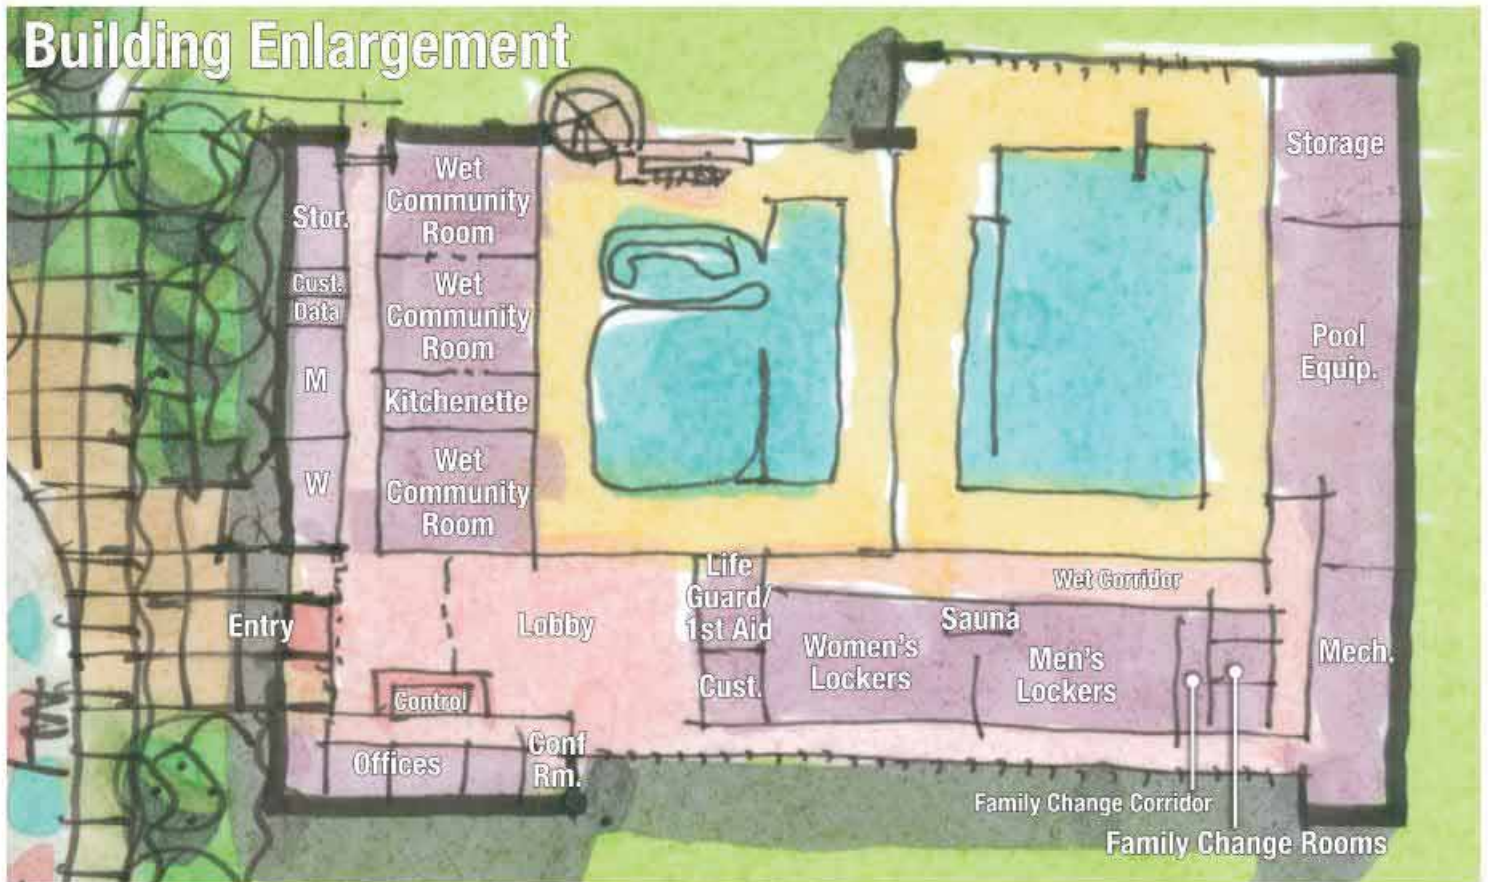 Building Enlargement
Storage
Wet
Community
Room
Stor.
Cust.
Data
Wet
Community
Room
Pool
Equip.
M
Kitchenette
W
Wet
Community
Room
Life
Guard/
1st Aid
Wet Corridor
Entry
Lobby
Sauna
Women's
Lockers
Men's
Lockers
Mech.
Cust.
Control
Offices
Conf
Rm.
Family Change Corridor
Family Change Rooms